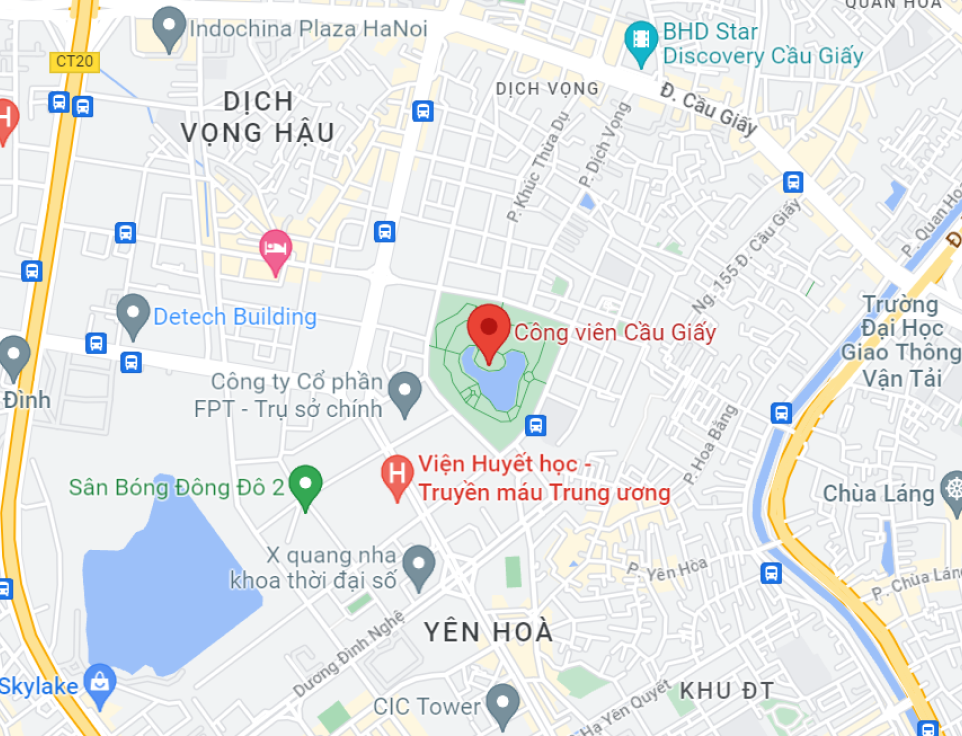 QUAN HOA
Indochina Plaza HaNoi
BHD Star
Discovery Cầu Giấy
CT20
DỊCH
VỌNG HẬU
DỊCH VỌNG
Đ. Cầu Giấy
P. Khúc Thừa Dụ
P. Dịch Vọng
P. Quan Hoa
Ng. 155 Đ. Cầu Giấy
Detech Building
Công viên Cầu Giấy
Trường
Đại Học
Giao Thông
Vận Tải
Đình
Công ty Cổ phần
FPT - Trụ sở chính
P. Hoa Bằng
Viện Huyết học -
Truyền máu Trung ương
Sân Bóng Đông Đô 2
Chùa Láng
X quang nha
khoa thời đại số
P. Yên Hòa
P. Chùa Láng
YÊN HOÀ
Dương Đình Nghệ
Skylake
CIC Tower
Hạ Yên Quyết
KHU ĐT